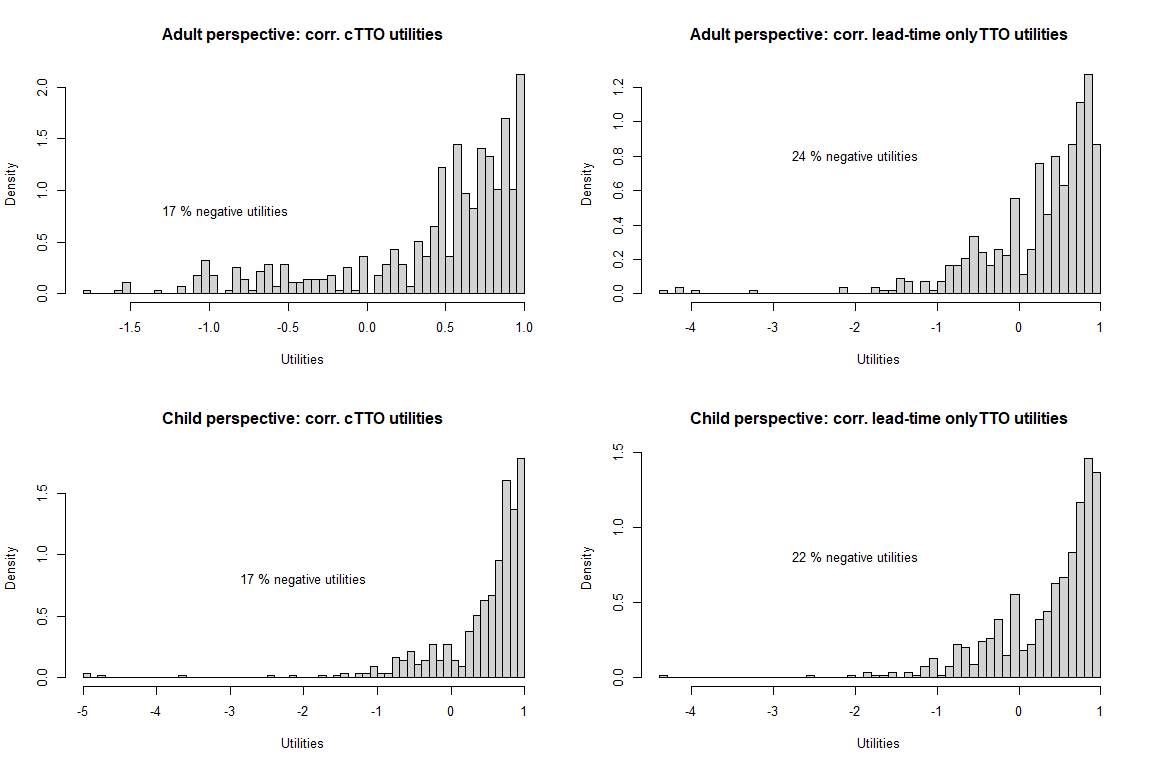 Adult perspective: corr. cTTO utilities
Density
0.0 0.5 1.0 1.5 2.0
17 % negative utilities
-1.5 -1.0 -0.5 0.0 0.5 1.0
Utilities
Adult perspective: corr. lead-time onlyTTO utilities
Density
0.0 0.2 0.4 0.6 0.8 1.0 1.2
24 % negative utilities
-4 -3 -2 -1 0 1
Utilities
Child perspective: corr. cTTO utilities
Density
0.0 0.5 1.0 1.5
17 % negative utilities
-5 -4 -3 -2 -1 0 1
Utilities
Child perspective: corr. lead-time onlyTTO utilities
Density
0.0 0.5 1.0 1.5
22 % negative utilities
-4 -3 -2 -1 0 1
Utilities